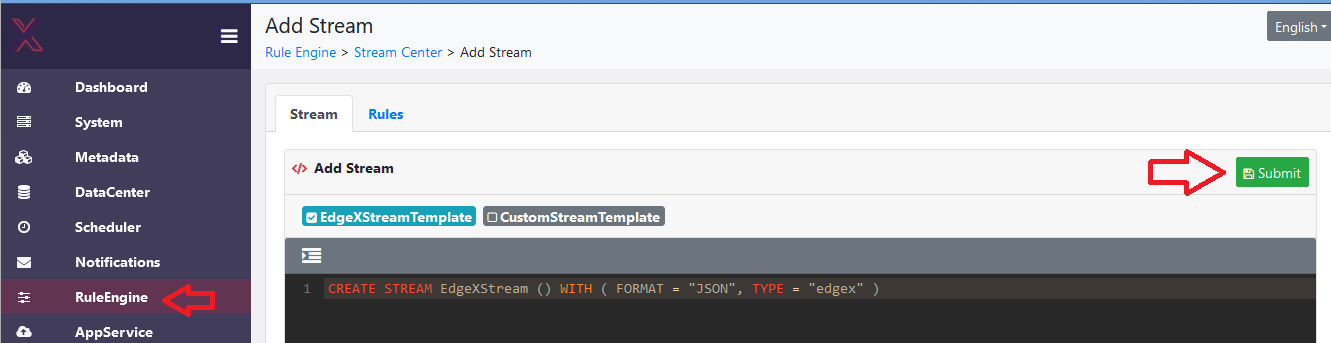 Add Stream
English
Rule Engine > Stream Center > Add Stream
Dashboard
System
Metadata
DataCenter
Scheduler
Notifications
RuleEngine
AppService
Stream
Rules
</> Add Stream
Submit
EdgeXStreamTemplate
CustomStreamTemplate
1 CREATE STREAM EdgeXStream () WITH ( FORMAT = "JSON", TYPE = "edgex" )